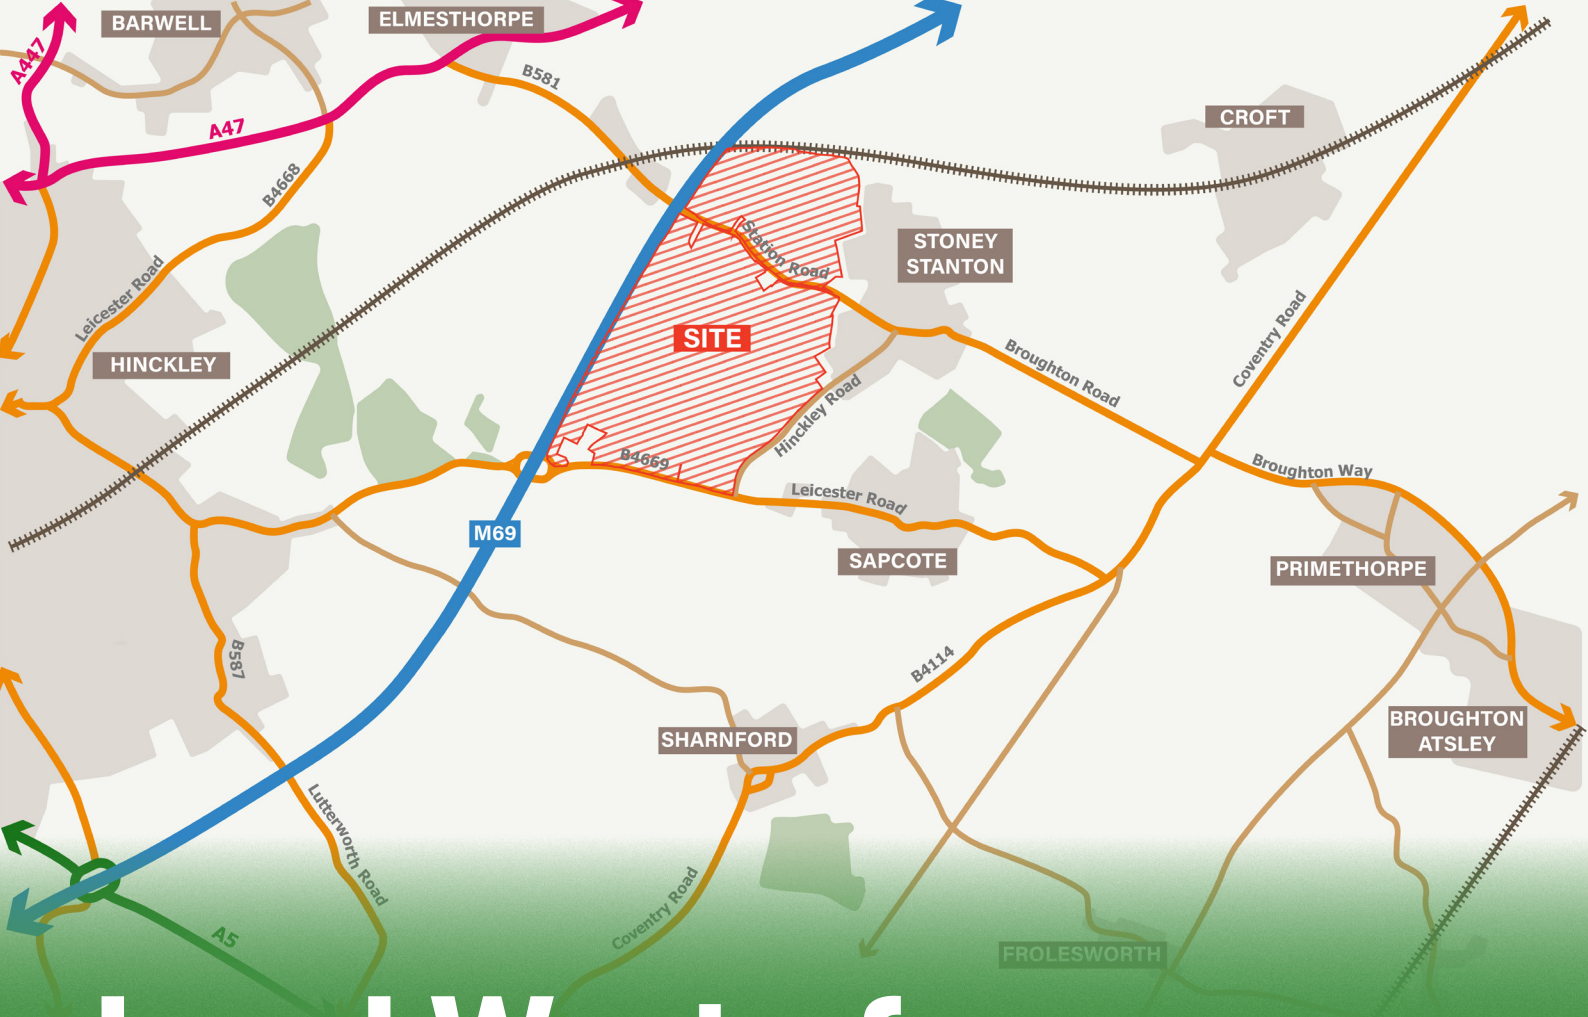 BARWELL
ELMESTHORPE
A447
A47
B581
B4668
CROFT
STONEY
STANTON
Station Road
Leicester Road
HINCKLEY
SITE
Coventry Road
Broughton Road
Hinckley Road
B4669
Leicester Road
Broughton Way
M69
SAPCOTE
PRIMETHORPE
B587
B4114
SHARNFORD
BROUGHTON
ATSLEY
Lutterworth Road
Coventry Road
A5
FROLESWORTH